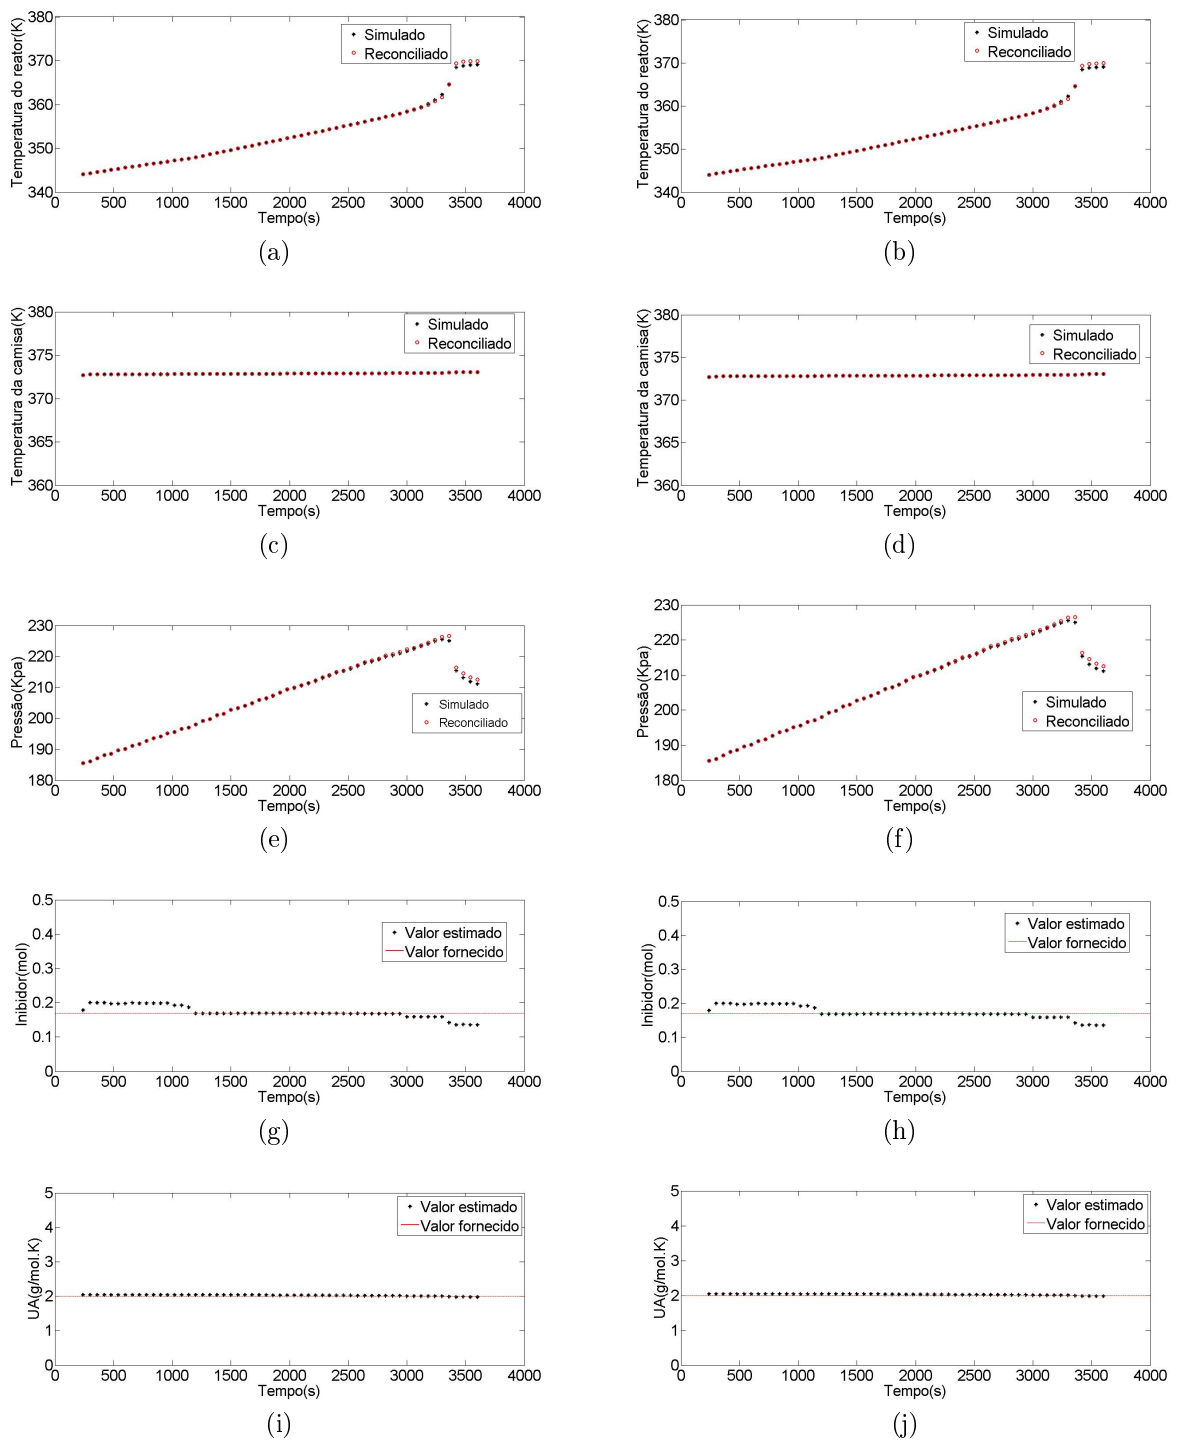 380
370
360
350
340
Temperatura do reator(K)
Simulado
Reconciliado
0 500 1000 1500 2000 2500 3000 3500 4000
Tempo(s)
(a)
380
370
360
350
340
Temperatura do reator(K)
Simulado
Reconciliado
0 500 1000 1500 2000 2500 3000 3500 4000
Tempo(s)
(b)
380
375
370
365
360
Temperatura da camisa(K)
Simulado
Reconciliado
0 500 1000 1500 2000 2500 3000 3500 4000
Tempo(s)
(c)
380
375
370
365
360
Temperatura da camisa(K)
Simulado
Reconciliado
0 500 1000 1500 2000 2500 3000 3500 4000
Tempo(s)
(d)
230
220
210
200
190
180
Pressão(Kpa)
Simulado
Reconciliado
0 500 1000 1500 2000 2500 3000 3500 4000
Tempo(s)
(e)
230
220
210
200
190
180
Pressão(Kpa)
Simulado
Reconciliado
0 500 1000 1500 2000 2500 3000 3500 4000
Tempo(s)
(f)
0.5
0.4
0.3
0.2
0.1
0
Inibidor(mol)
Valor estimado
Valor fornecido
0 500 1000 1500 2000 2500 3000 3500 4000
Tempo(s)
(g)
0.5
0.4
0.3
0.2
0.1
0
Inibidor(mol)
Valor estimado
Valor fornecido
0 500 1000 1500 2000 2500 3000 3500 4000
Tempo(s)
(h)
5
4
3
2
1
0
UA(g/mol.K)
Valor estimado
Valor fornecido
0 500 1000 1500 2000 2500 3000 3500 4000
Tempo(s)
(i)
5
4
3
2
1
0
UA(g/mol.K)
Valor estimado
Valor fornecido
0 500 1000 1500 2000 2500 3000 3500 4000
Tempo(s)
(j)